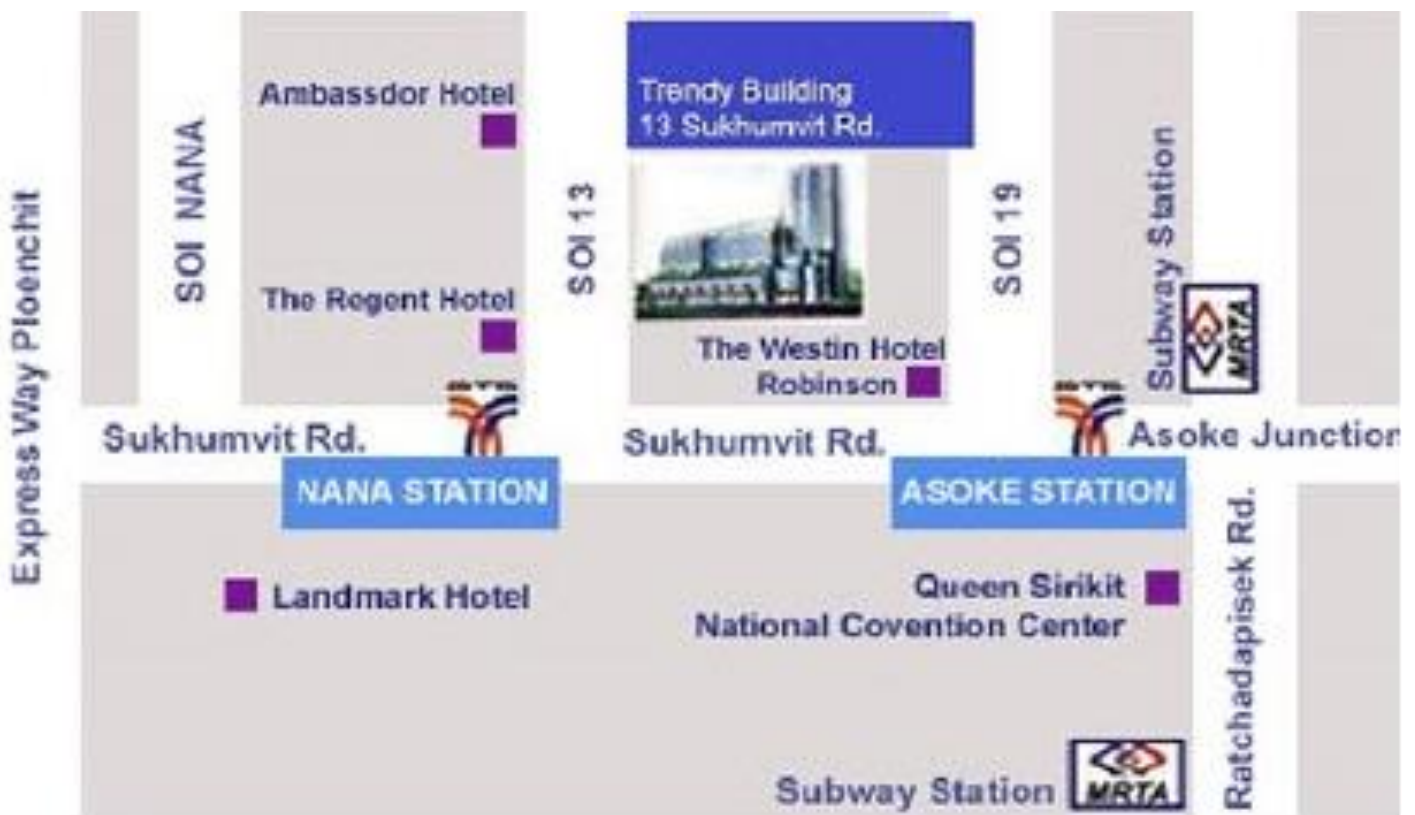 Ambassdor Hotel
Trendy Building
13 Sukhumvit Rd.
SOI NANA
SOI 13
SOI 19
Subway Station
MRTA
Express Way Ploenchit
The Regent Hotel
The Westin Hotel
Robinson
BTS
BTS
Sukhumvit Rd.
Sukhumvit Rd.
Asoke Junction
NANA STATION
ASOKE STATION
Landmark Hotel
Queen Sirikit
National Covention Center
Ratchadapisek Rd.
Subway Station
MRTA